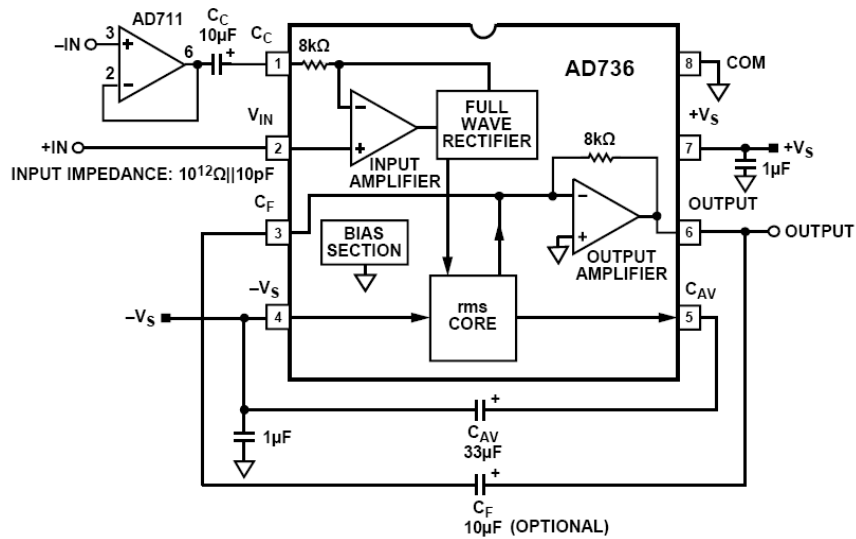 AD711
–IN
3
+
6
2
–
C_C
10µF
+
C_C
1
8kΩ
AD736
8
COM
V_IN
2
+IN
INPUT IMPEDANCE: 10¹²Ω||10pF
–
+
INPUT
AMPLIFIER
FULL
WAVE
RECTIFIER
+V_S
7
+V_S
1µF
8kΩ
C_F
3
BIAS
SECTION
–
+
OUTPUT
AMPLIFIER
OUTPUT
6
OUTPUT
–V_S
–V_S
4
rms
CORE
C_AV
5
1µF
+
C_AV
33µF
+
C_F
10µF (OPTIONAL)